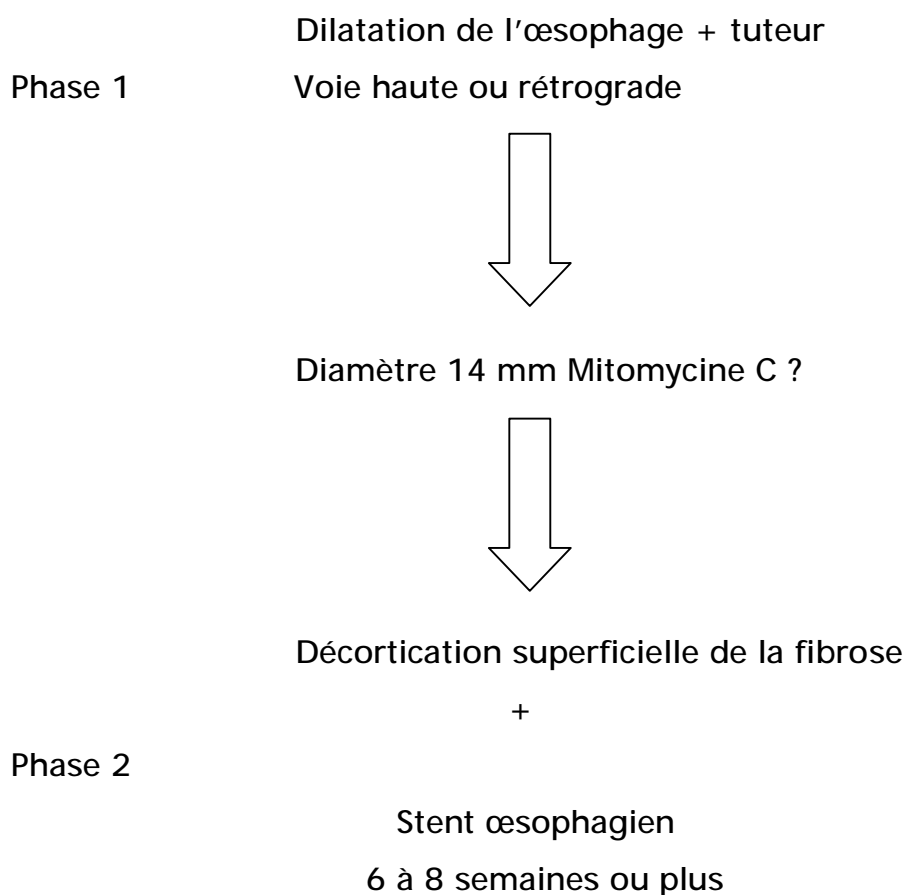 Dilatation de l'œsophage + tuteur
Phase 1 Voie haute ou rétrograde
Diamètre 14 mm Mitomycine C ?
Décortication superficielle de la fibrose
+
Phase 2
Stent œsophagien
6 à 8 semaines ou plus